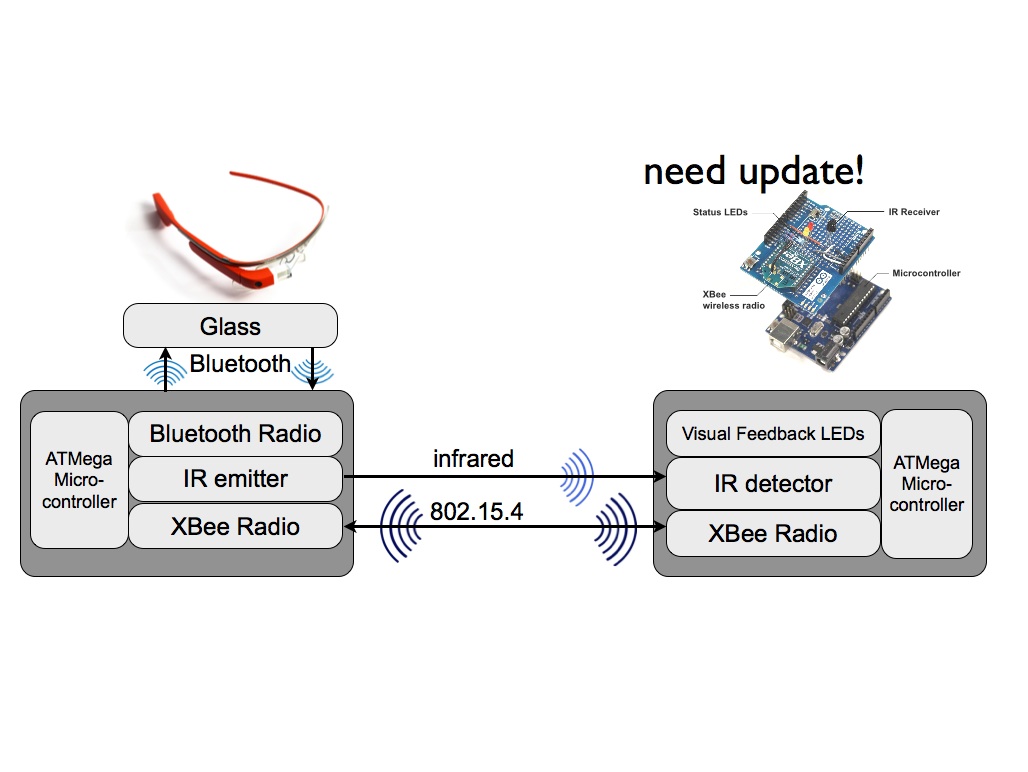 need update!
Status LEDs
IR Receiver
Microcontroller
XBee
wireless radio
Glass
Bluetooth
ATMega
Micro-
controller
Bluetooth Radio
IR emitter
XBee Radio
infrared
802.15.4
Visual Feedback LEDs
IR detector
XBee Radio
ATMega
Micro-
controller